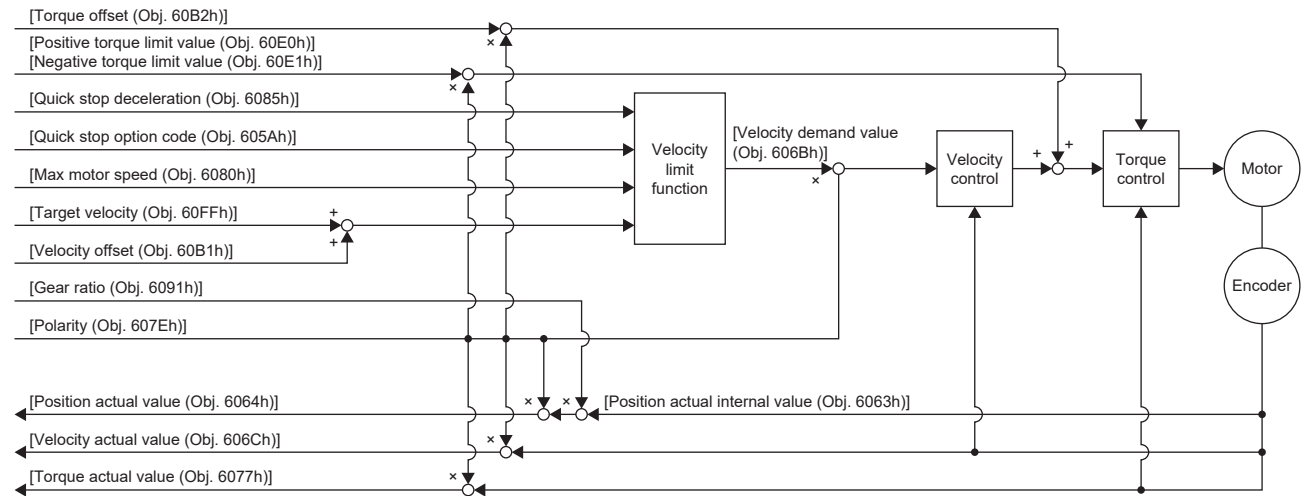 [Torque offset (Obj. 60B2h)]
×
[Positive torque limit value (Obj. 60E0h)]
[Negative torque limit value (Obj. 60E1h)]
×
[Quick stop deceleration (Obj. 6085h)]
[Quick stop option code (Obj. 605Ah)]
[Max motor speed (Obj. 6080h)]
[Target velocity (Obj. 60FFh)]
+
+
[Velocity offset (Obj. 60B1h)]
[Gear ratio (Obj. 6091h)]
[Polarity (Obj. 607Eh)]
Velocity
limit
function
[Velocity demand value
(Obj. 606Bh)]
×
Velocity
control
+
+
Torque
control
Motor
Encoder
[Position actual value (Obj. 6064h)]
×
×
[Position actual internal value (Obj. 6063h)]
[Velocity actual value (Obj. 606Ch)]
×
[Torque actual value (Obj. 6077h)]
×